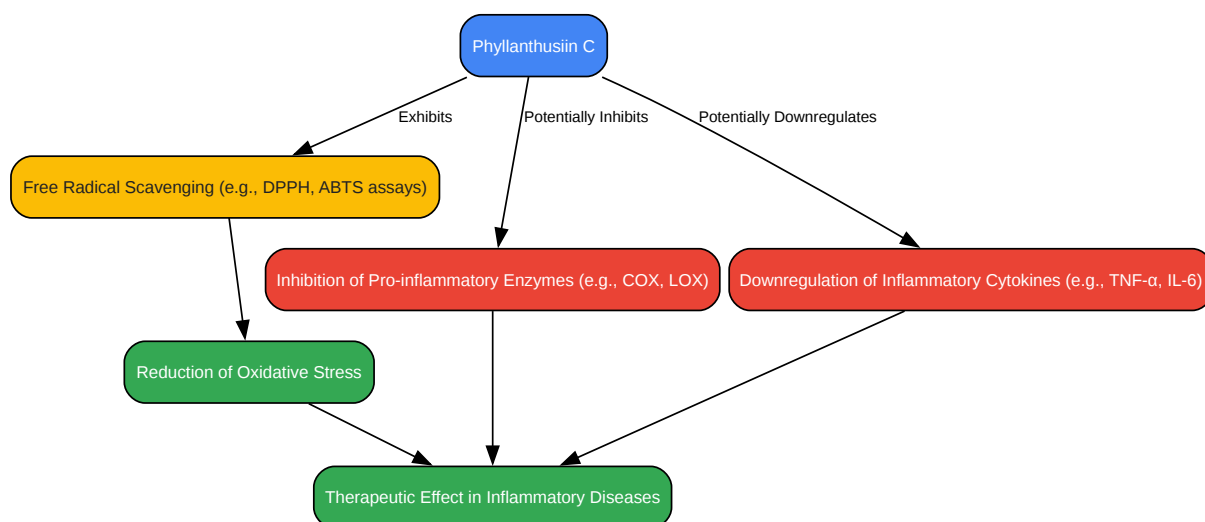 Phyllanthusiin C
Exhibits
Potentially Inhibits
Potentially Downregulates
Free Radical Scavenging (e.g., DPPH, ABTS assays)
Inhibition of Pro-inflammatory Enzymes (e.g., COX, LOX)
Downregulation of Inflammatory Cytokines (e.g., TNF-α, IL-6)
Reduction of Oxidative Stress
Therapeutic Effect in Inflammatory Diseases